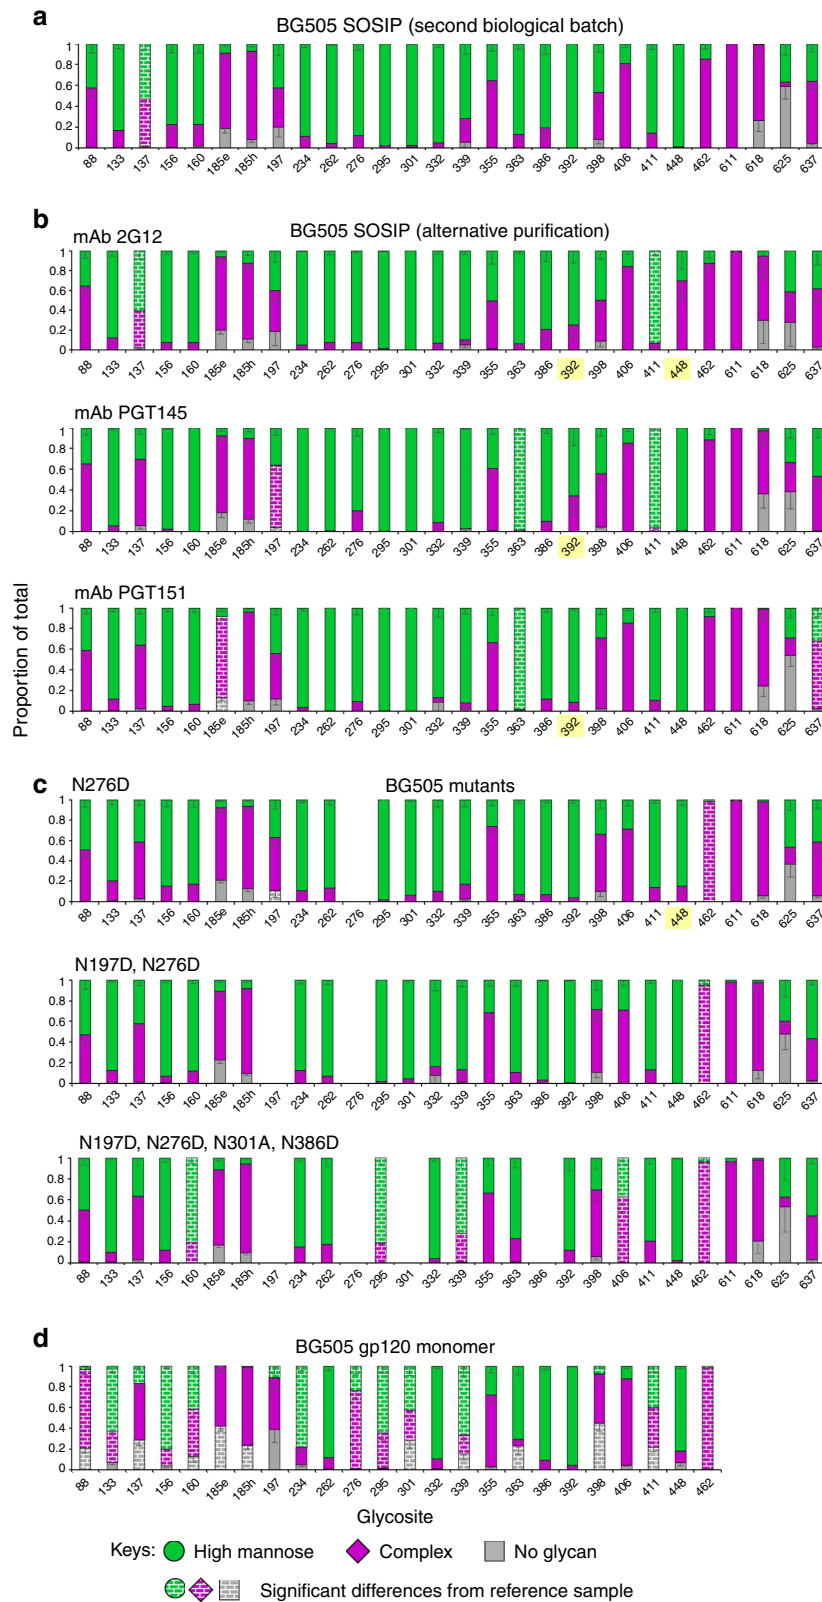 a
BG505 SOSIP (second biological batch)
1
0.8
0.6
0.4
0.2
0
88 133 137 156 160 185e 185h 197 234 262 276 295 301 332 339 355 363 386 392 398 406 411 448 462 611 618 625 637
b
mAb 2G12
BG505 SOSIP (alternative purification)
1
0.8
0.6
0.4
0.2
0
88 133 137 156 160 185e 185h 197 234 262 276 295 301 332 339 355 363 386 392 398 406 411 448 462 611 618 625 637
mAb PGT145
1
0.8
0.6
0.4
0.2
0
88 133 137 156 160 185e 185h 197 234 262 276 295 301 332 339 355 363 386 392 398 406 411 448 462 611 618 625 637
mAb PGT151
Proportion of total
1
0.8
0.6
0.4
0.2
0
88 133 137 156 160 185e 185h 197 234 262 276 295 301 332 339 355 363 386 392 398 406 411 448 462 611 618 625 637
c
N276D
BG505 mutants
1
0.8
0.6
0.4
0.2
0
88 133 137 156 160 185e 185h 197 234 262 276 295 301 332 339 355 363 386 392 398 406 411 448 462 611 618 625 637
N197D, N276D
1
0.8
0.6
0.4
0.2
0
88 133 137 156 160 185e 185h 197 234 262 276 295 301 332 339 355 363 386 392 398 406 411 448 462 611 618 625 637
N197D, N276D, N301A, N386D
1
0.8
0.6
0.4
0.2
0
88 133 137 156 160 185e 185h 197 234 262 276 295 301 332 339 355 363 386 392 398 406 411 448 462 611 618 625 637
d
BG505 gp120 monomer
1
0.8
0.6
0.4
0.2
0
88 133 137 156 160 185e 185h 197 234 262 276 295 301 332 339 355 363 386 392 398 406 411 448 462
Glycosite
Keys: High mannose Complex No glycan
Significant differences from reference sample